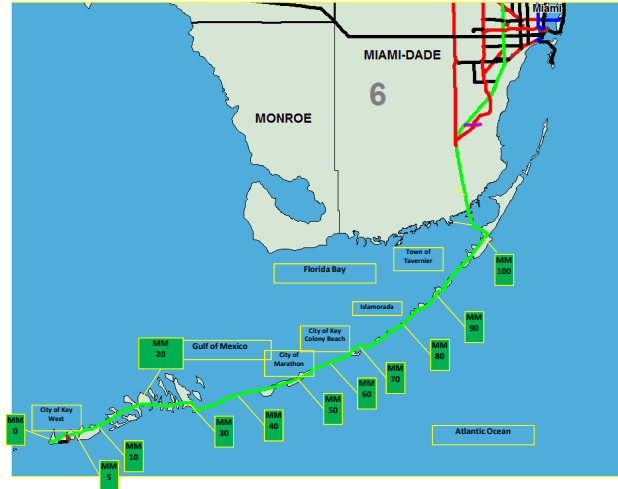 Miami
MIAMI-DADE
6
MONROE
Town of
Tavernier
MM
100
Florida Bay
Islamorada
MM
90
City of Key
Colony Beach
MM
80
Gulf of Mexico
MM
20
City of
Marathon
MM
70
MM
60
MM
50
MM
40
MM
30
City of Key
West
MM
0
MM
10
MM
5
Atlantic Ocean